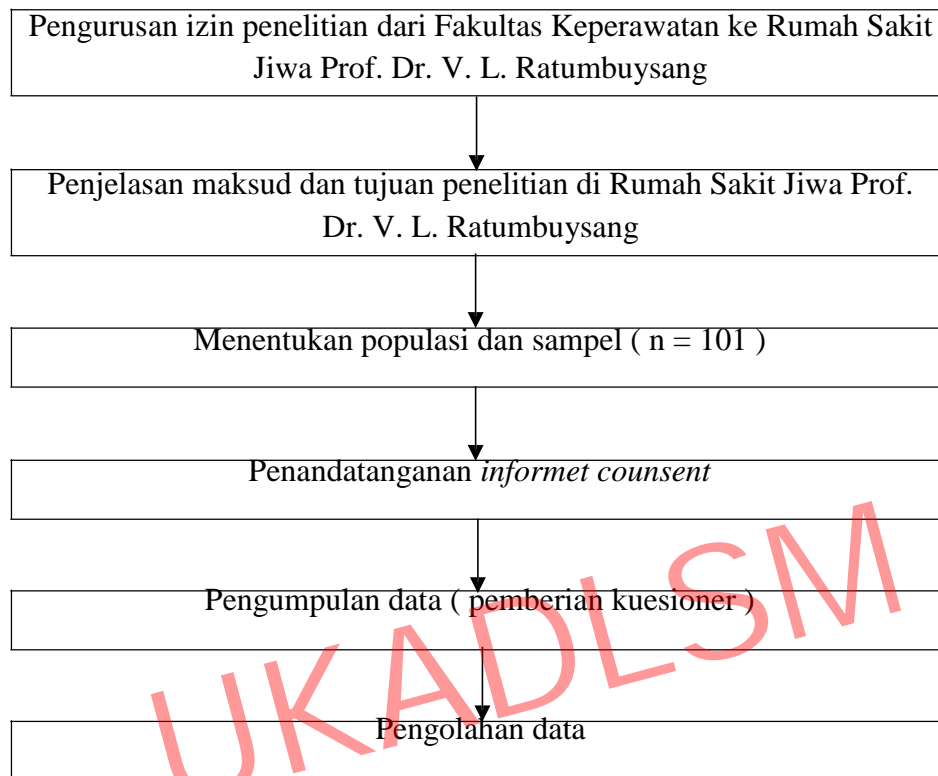 Pengurusan izin penelitian dari Fakultas Keperawatan ke Rumah Sakit
Jiwa Prof. Dr. V. L. Ratumbuysang
Penjelasan maksud dan tujuan penelitian di Rumah Sakit Jiwa Prof.
Dr. V. L. Ratumbuysang
Menentukan populasi dan sampel ( n = 101 )
Penandatanganan informet counsent
Pengumpulan data ( pemberian kuesioner )
Pengolahan data
UKADLSM